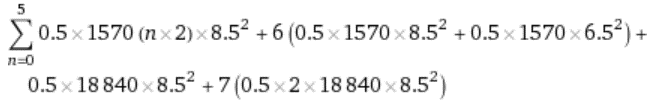 5
∑ 0.5×1570 (n×2)×8.5² + 6 (0.5×1570×8.5² + 0.5×1570×6.5²) +
n=0
0.5×18 840×8.5² + 7 (0.5×2×18 840×8.5²)